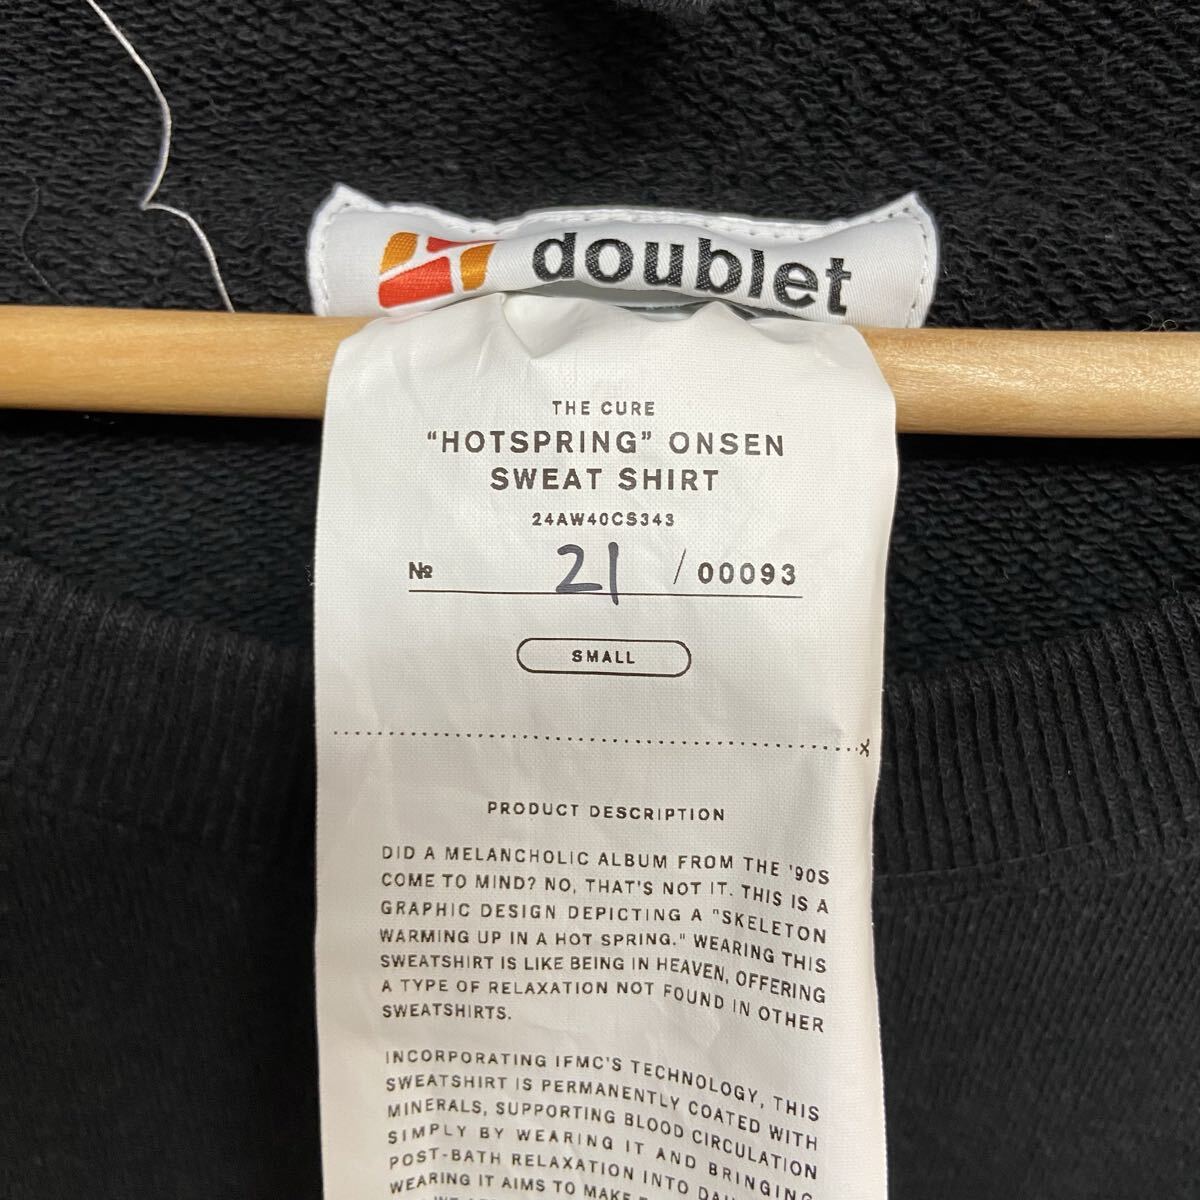 doublet
THE CURE
“HOTSPRING” ONSEN
SWEAT SHIRT
24AW40CS343
№ 21 / 00093
SMALL
PRODUCT DESCRIPTION
DID A MELANCHOLIC ALBUM FROM THE '90S
COME TO MIND? NO, THAT'S NOT IT. THIS IS A
GRAPHIC DESIGN DEPICTING A "SKELETON
WARMING UP IN A HOT SPRING." WEARING THIS
SWEATSHIRT IS LIKE BEING IN HEAVEN, OFFERING
A TYPE OF RELAXATION NOT FOUND IN OTHER
SWEATSHIRTS.
INCORPORATING IFMC'S TECHNOLOGY, THIS
SWEATSHIRT IS PERMANENTLY COATED WITH
MINERALS, SUPPORTING BLOOD CIRCULATION
SIMPLY BY WEARING IT AND BRINGING
POST-BATH RELAXATION INTO
WEARING IT AIMS TO MAKE